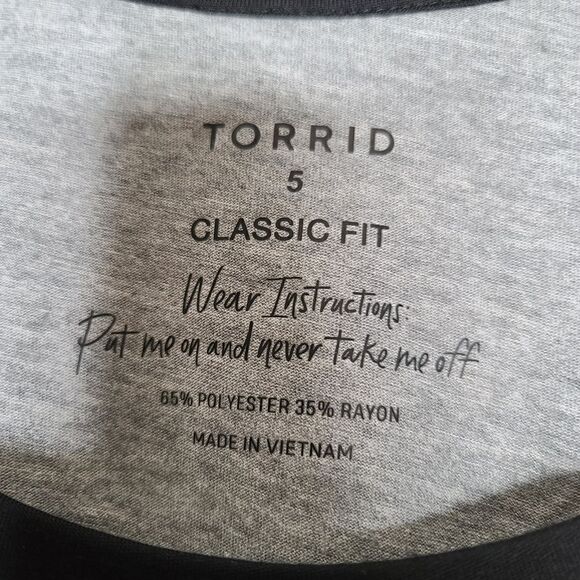 TORRID
5
CLASSIC FIT
Wear Instructions:
Put me on and never take me off
65% POLYESTER 35% RAYON
MADE IN VIETNAM